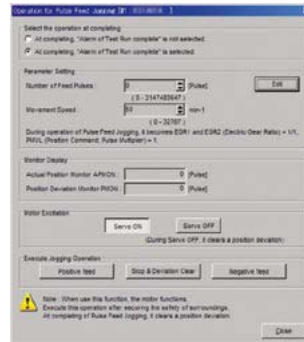 Operation for Pulse Feed Jogging
Select the operation at completing
At completing, "Alarm of Test Run complete" is not selected.
At completing, "Alarm of Test Run complete" is selected.
Parameter Setting
Number of Feed Pulses : 0 [Pulse] Exit
( 0 - 2147483647 )
Movement Speed : 50 min-1
( 0 - 32767 )
During operation of Pulse Feed Jogging, it becomes EGR1 and EGR2 (Electric Gear Ratio) = 1/1,
PMUL (Position Command, Pulse Multiplier) = 1.
Monitor Display
Actual Position Monitor APMON : 0 [Pulse]
Position Deviation Monitor PMON : 0 [Pulse]
Motor Excitation
Servo ON Servo OFF
(During Servo OFF, it clears a position deviation)
Execute Jogging Operation
Positive feed Stop & Deviation Clear Negative feed
Note : When use this function, the motor functions.
Execute this operation after securing the safety of surroundings.
At completing of Pulse Feed Jogging, it clears a position deviation.
Close